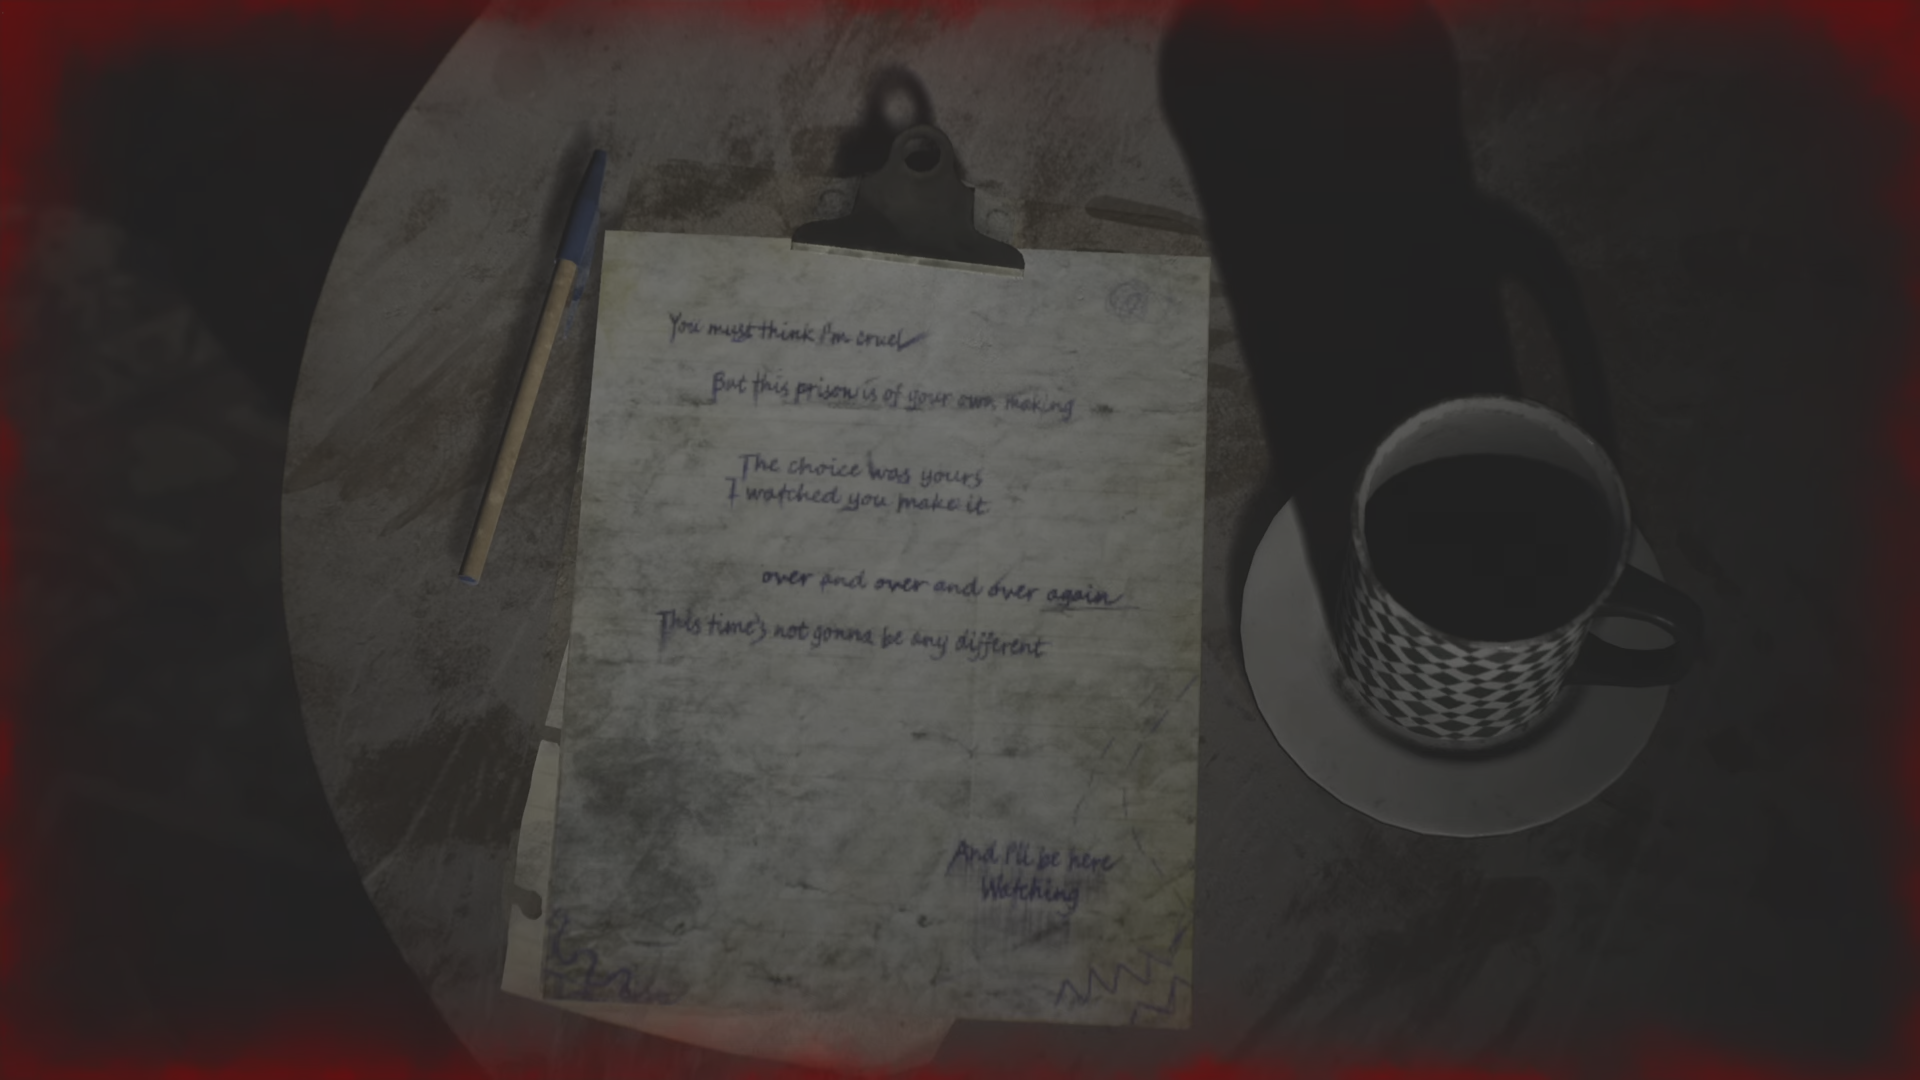 You must think I'm cruel
But this prison is of your own making
The choice was yours
I watched you make it
over and over and over again
This time's not gonna be any different
And I'll be here
Watching